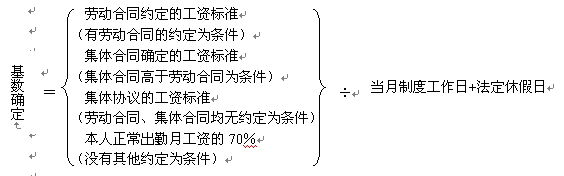 劳动合同约定的工资标准
（有劳动合同的约定为条件）
集体合同确定的工资标准
（集体合同高于劳动合同为条件）
集体协议的工资标准
（劳动合同、集体合同均无约定为条件）
本人正常出勤月工资的70%
（没有其他约定为条件）
基数确定
=
÷
当月制度工作日+法定休假日